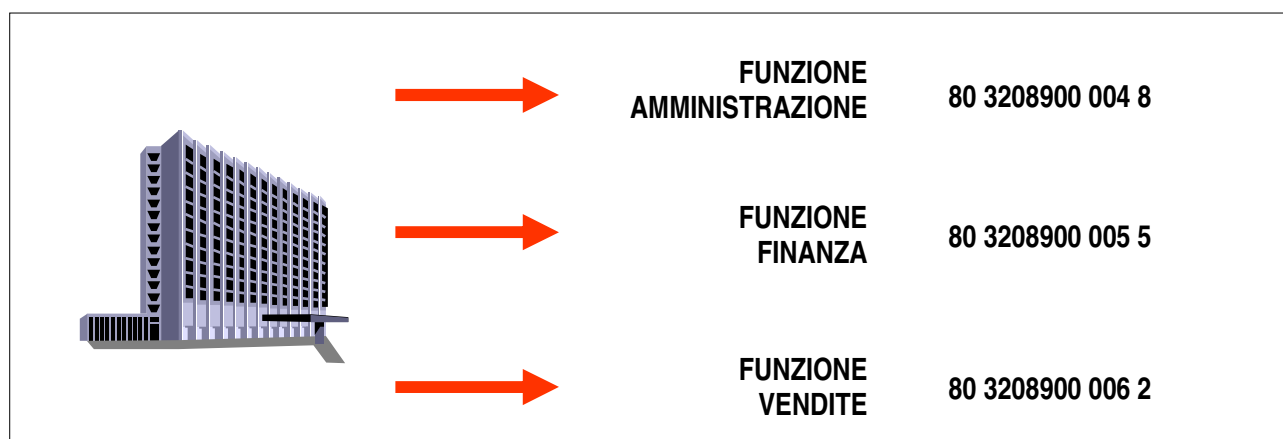 FUNZIONE
AMMINISTRAZIONE
80 3208900 004 8
FUNZIONE
FINANZA
80 3208900 005 5
FUNZIONE
VENDITE
80 3208900 006 2